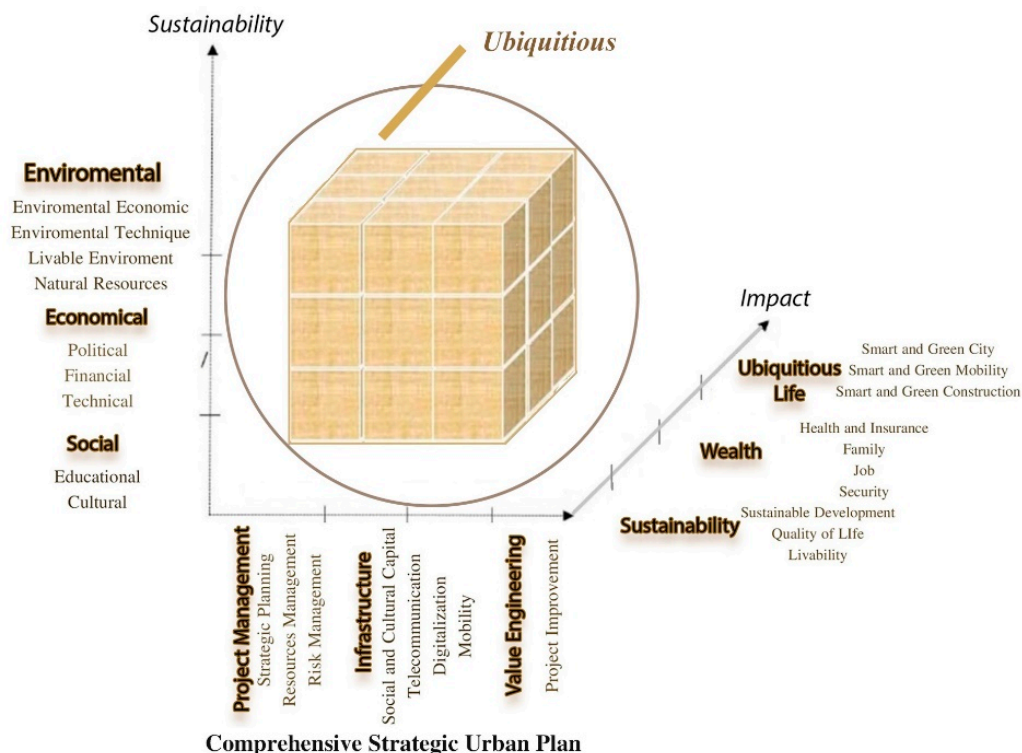 Sustainability
Ubiquitious
Enviromental
Enviromental Economic
Enviromental Technique
Livable Enviroment
Natural Resources
Economical
Political
Financial
Technical
Social
Educational
Cultural
Impact
Ubiquitious
Life
Smart and Green City
Smart and Green Mobility
Smart and Green Construction
Wealth
Health and Insurance
Family
Job
Security
Sustainability
Sustainable Development
Quality of LIfe
Livability
Project Management
Strategic Planning
Resources Management
Risk Management
Infrastructure
Social and Cultural Capital
Telecommunication
Digitalization
Mobility
Value Engineering
Project Improvement
Comprehensive Strategic Urban Plan